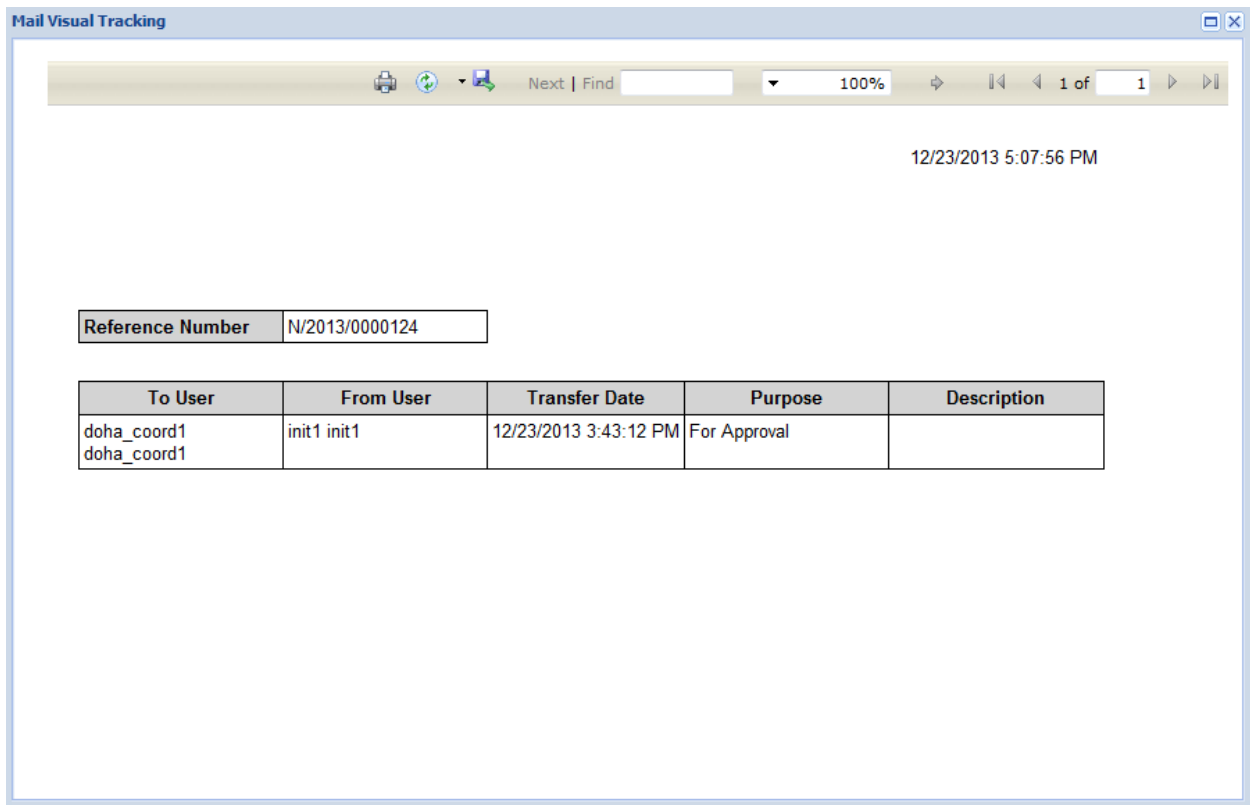 Mail Visual Tracking
Next | Find 100% 1 of 1
12/23/2013 5:07:56 PM
Reference Number N/2013/0000124
To User From User Transfer Date Purpose Description
doha_coord1 init1 init1 12/23/2013 3:43:12 PM For Approval
doha_coord1